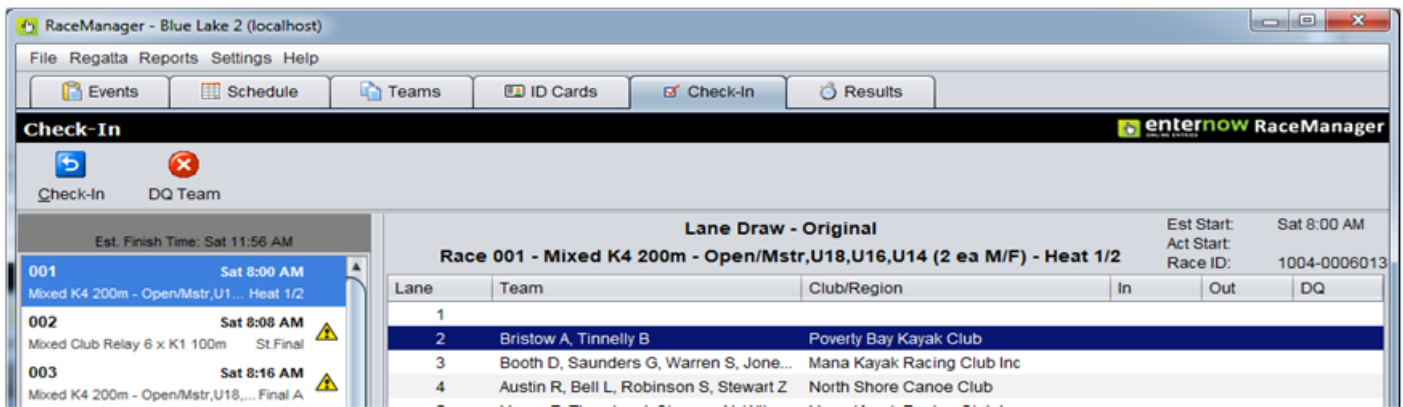 RaceManager - Blue Lake 2 (localhost)
File Regatta Reports Settings Help
Events Schedule Teams ID Cards Check-In Results
Check-In enternow RaceManager
ONLINE ENTRIES
Check-In DQ Team
Est. Finish Time: Sat 11:56 AM
001 Sat 8:00 AM
Mixed K4 200m - Open/Mstr,U1... Heat 1/2
002 Sat 8:08 AM
Mixed Club Relay 6 x K1 100m St.Final
003 Sat 8:16 AM
Mixed K4 200m - Open/Mstr,U18,... Final A
Lane Draw - Original
Race 001 - Mixed K4 200m - Open/Mstr,U18,U16,U14 (2 ea M/F) - Heat 1/2
Est Start: Sat 8:00 AM
Act Start:
Race ID: 1004-0006013
Lane Team Club/Region In Out DQ
1
2 Bristow A, Tinnelly B Poverty Bay Kayak Club
3 Booth D, Saunders G, Warren S, Jone... Mana Kayak Racing Club Inc
4 Austin R, Bell L, Robinson S, Stewart Z North Shore Canoe Club